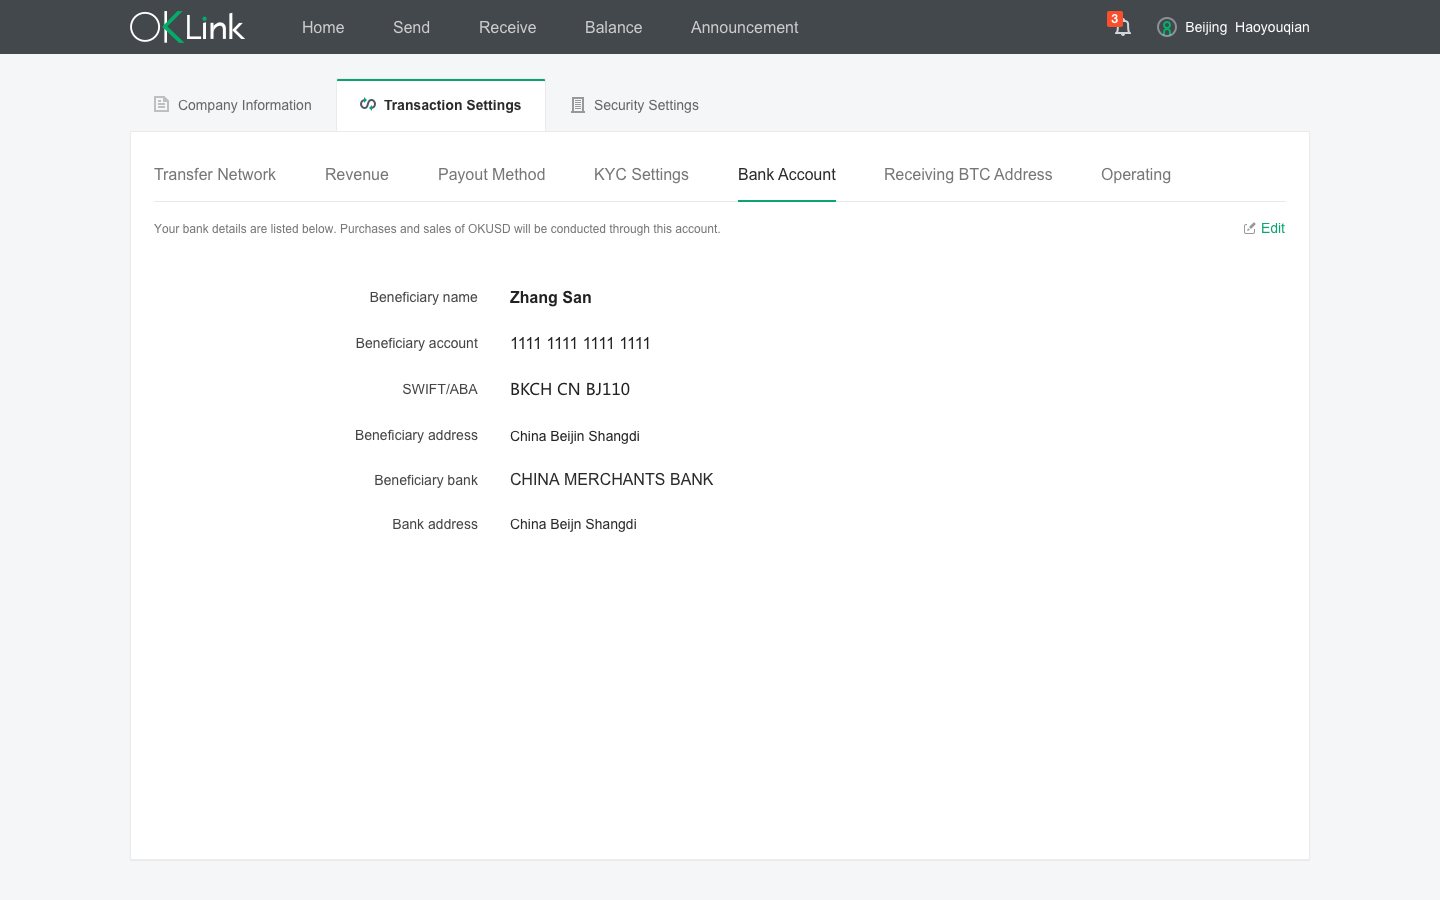 OKLink Home Send Receive Balance Announcement 3 Beijing Haoyouqian
Company Information Transaction Settings Security Settings
Transfer Network Revenue Payout Method KYC Settings Bank Account Receiving BTC Address Operating
Your bank details are listed below. Purchases and sales of OKUSD will be conducted through this account. Edit
Beneficiary name Zhang San
Beneficiary account 1111 1111 1111 1111
SWIFT/ABA BKCH CN BJ110
Beneficiary address China Beijin Shangdi
Beneficiary bank CHINA MERCHANTS BANK
Bank address China Beijn Shangdi